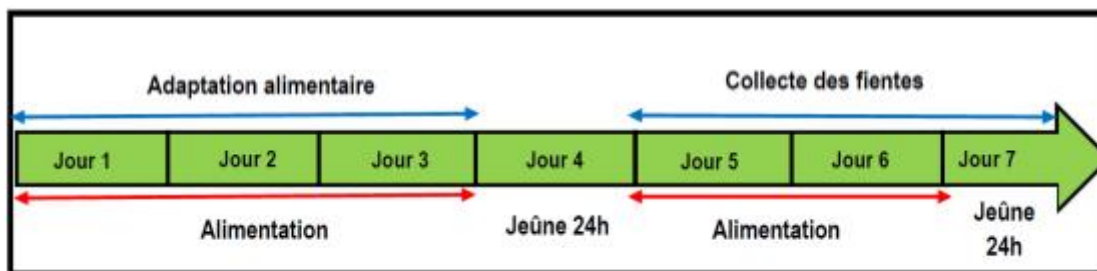 Adaptation alimentaire
Collecte des fientes
Jour 1
Jour 2
Jour 3
Jour 4
Jour 5
Jour 6
Jour 7
Alimentation
Jeûne 24h
Alimentation
Jeûne
24h